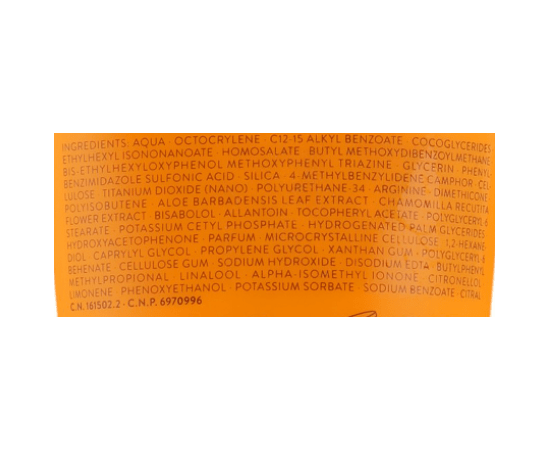 INGREDIENTS: AQUA · OCTOCRYLENE · C12-15 ALKYL BENZOATE · COCOGLYCERIDES
ETHYLHEXYL ISONONANOATE · HOMOSALATE · BUTYL METHOXYDIBENZOYLMETHANE
BIS-ETHYLHEXYLOXYPHENOL METHOXYPHENYL TRIAZINE · GLYCERIN · PHENYL-
BENZIMIDAZOLE SULFONIC ACID · SILICA · 4-METHYLBENZYLIDENE CAMPHOR · CEL-
LULOSE · TITANIUM DIOXIDE (NANO) · POLYURETHANE-34 · ARGININE · DIMETHICONE
POLYISOBUTENE · ALOE BARBADENSIS LEAF EXTRACT · CHAMOMILLA RECUTITA
FLOWER EXTRACT · BISABOLOL · ALLANTOIN · TOCOPHERYL ACETATE · POLYGLYCERYL-6
STEARATE · POTASSIUM CETYL PHOSPHATE · HYDROGENATED PALM GLYCERIDES
HYDROXYACETOPHENONE · PARFUM · MICROCRYSTALLINE CELLULOSE · 1,2-HEXANE-
DIOL · CAPRYLYL GLYCOL · PROPYLENE GLYCOL · XANTHAN GUM · POLYGLYCERYL-6
BEHENATE · CELLULOSE GUM · SODIUM HYDROXIDE · DISODIUM EDTA · BUTYLPHENYL
METHYLPROPIONAL · LINALOOL · ALPHA-ISOMETHYL IONONE · CITRONELLOL
LIMONENE · PHENOXYETHANOL · POTASSIUM SORBATE · SODIUM BENZOATE · CITRAL
C.N. 161502.2 · C.N.P. 6970996